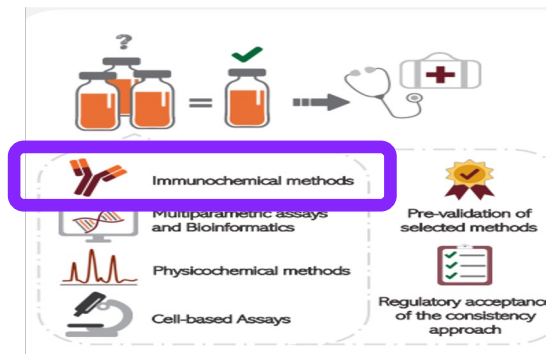 ?
=
Immunochemical methods
Multiparametric assays
and Bioinformatics
Physicochemical methods
Cell-based Assays
Pre-validation of
selected methods
Regulatory acceptance
of the consistency
approach